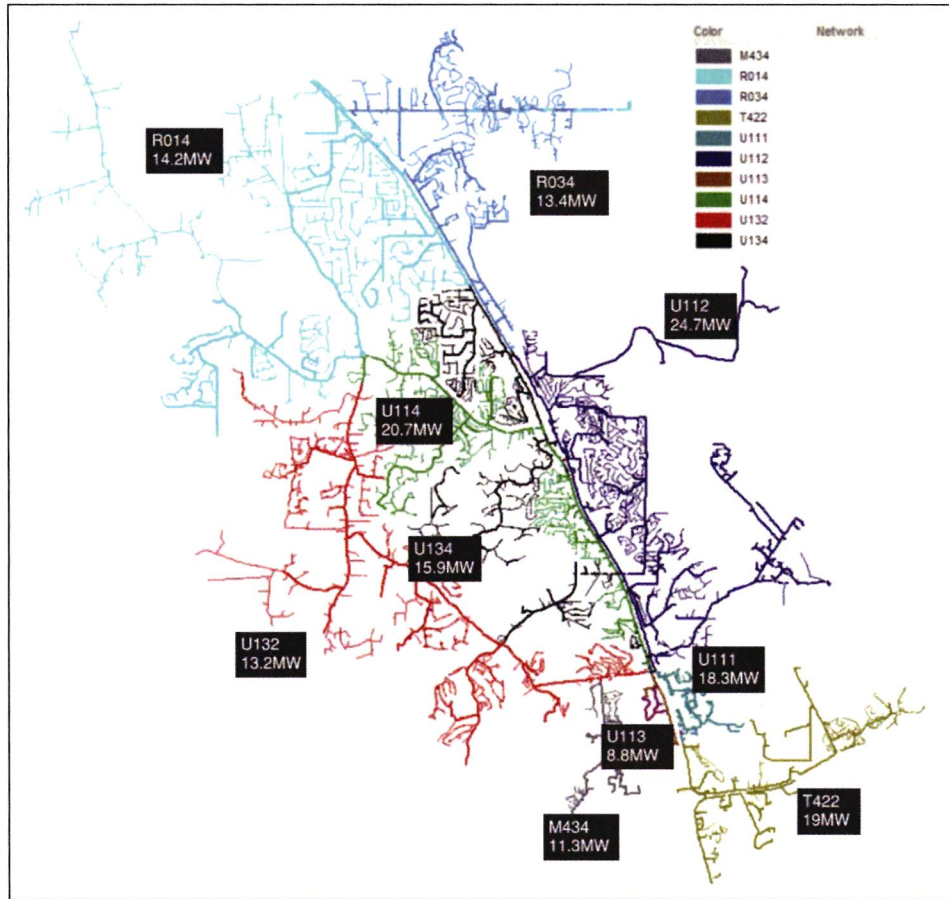 Color Network
M434
R014
R034
T422
U111
U112
U113
U114
U132
U134
R014
14.2MW
R034
13.4MW
U112
24.7MW
U114
20.7MW
U134
15.9MW
U132
13.2MW
U111
18.3MW
U113
8.8MW
T422
19MW
M434
11.3MW